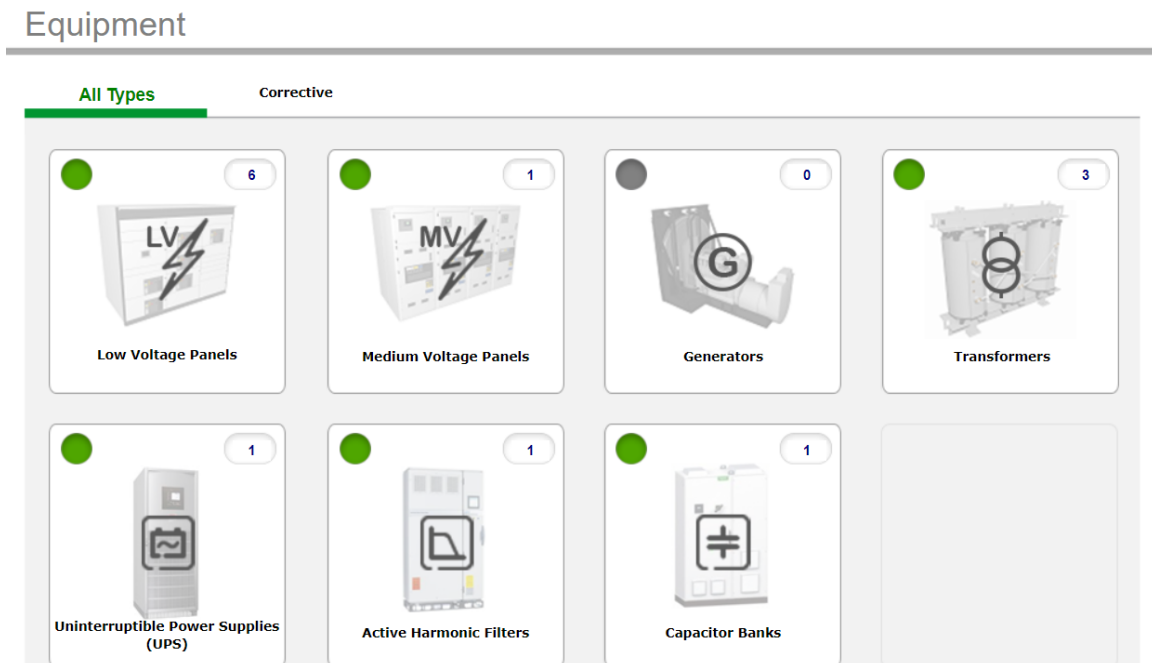 Equipment
All Types
Corrective
6
1
0
3
LV
MV
G
Low Voltage Panels
Medium Voltage Panels
Generators
Transformers
1
1
1
Uninterruptible Power Supplies
(UPS)
Active Harmonic Filters
Capacitor Banks